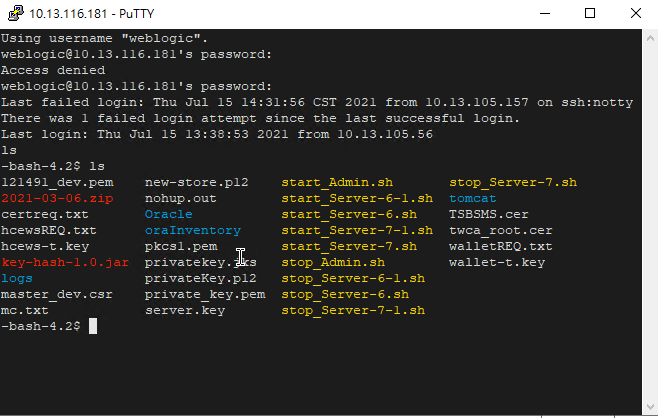 10.13.116.181 - PuTTY
Using username "weblogic".
weblogic@10.13.116.181's password:
Access denied
weblogic@10.13.116.181's password:
Last failed login: Thu Jul 15 14:31:56 CST 2021 from 10.13.105.157 on ssh:notty
There was 1 failed login attempt since the last successful login.
Last login: Thu Jul 15 13:38:53 2021 from 10.13.105.56
ls
-bash-4.2$ ls
121491_dev.pem new-store.p12 start_Admin.sh stop_Server-7.sh
2021-03-06.zip nohup.out start_Server-6-1.sh tomcat
certreq.txt Oracle start_Server-6.sh TSBSMS.cer
hcewsREQ.txt oraInventory start_Server-7-1.sh twca_root.cer
hcews-t.key pkcs1.pem start_Server-7.sh walletREQ.txt
key-hash-1.0.jar privatekey.jks stop_Admin.sh wallet-t.key
logs privateKey.p12 stop_Server-6-1.sh
master_dev.csr private_key.pem stop_Server-6.sh
mc.txt server.key stop_Server-7-1.sh
-bash-4.2$